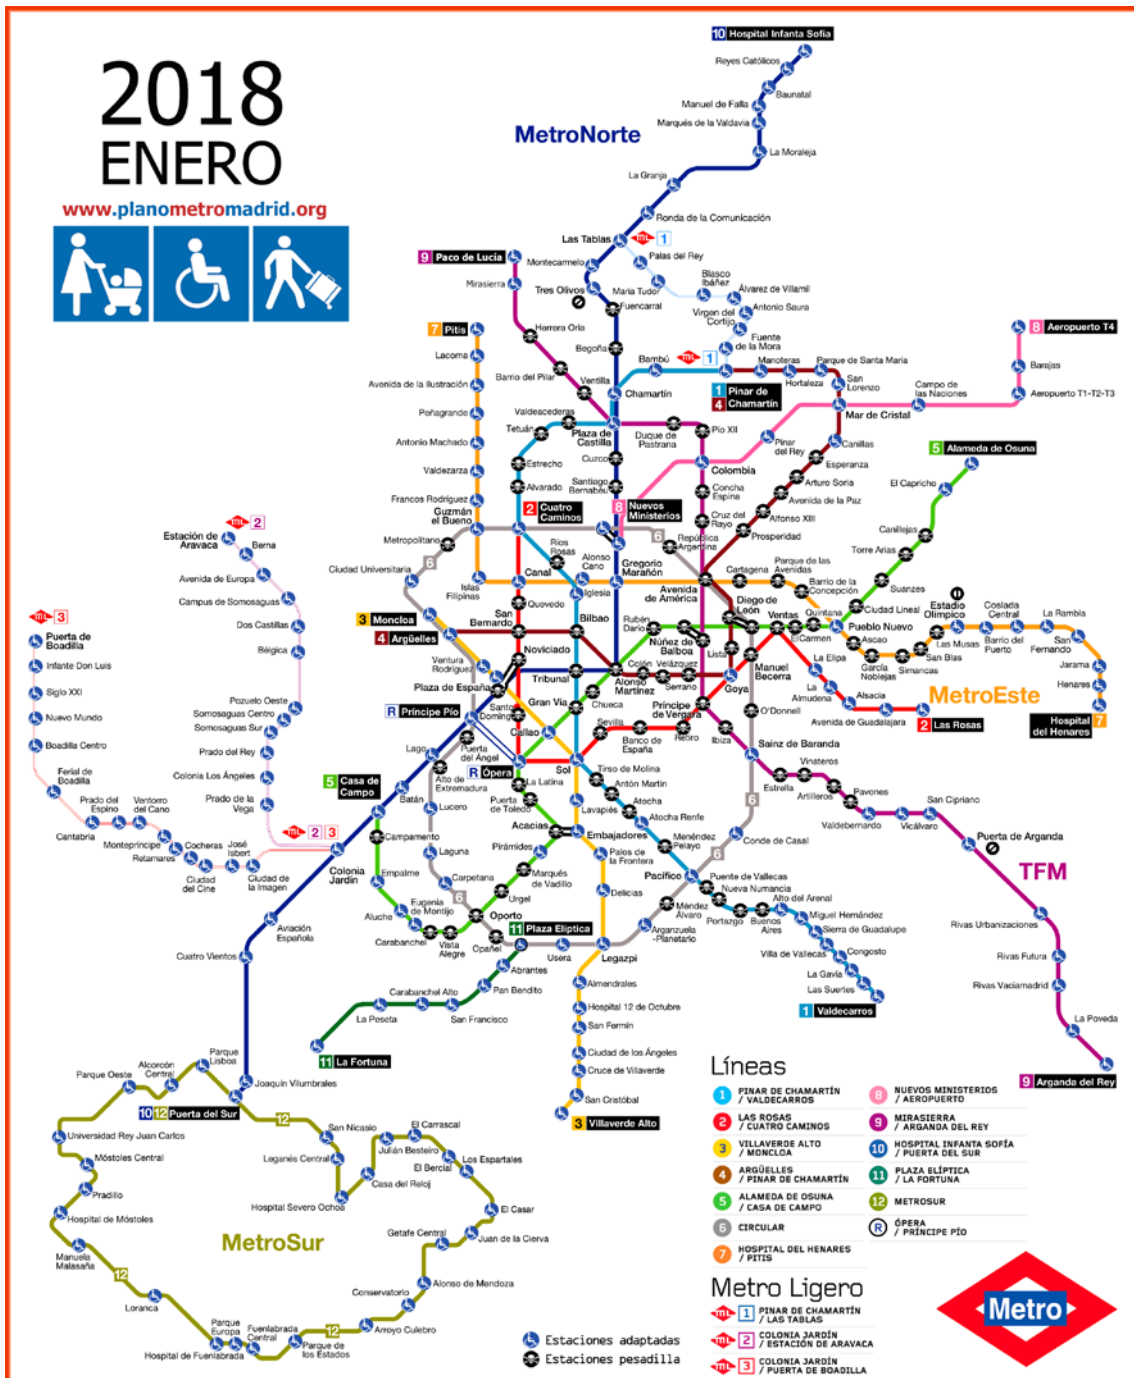 2018
ENERO
www.planometromadrid.org
MetroNorte
10 Hospital Infanta Sofía
Reyes Católicos
Baunatal
Manuel de Falla
Marqués de la Valdavia
La Moraleja
La Granja
Ronda de la Comunicación
Las Tablas
mL 1
Montecarmelo
Palas del Rey
Tres Olivos
María Tudor
Blasco
Ibáñez
Álvarez de Villamil
Antonio Saura
Virgen del
Cortijo
Fuente
de la Mora
Fuencarral
Begoña
9 Paco de Lucía
Mirasierra
Herrera Oria
Barrio del Pilar
Ventilla
7 Pitis
Lacoma
Avenida de la Ilustración
Peñagrande
Antonio Machado
Valdezarza
Francos Rodríguez
Guzmán
el Bueno
Metropolitano
Ciudad Universitaria
mL 1
Bambú
Chamartín
1 Pinar de
4 Chamartín
Manoteras
Hortaleza
Parque de Santa María
San
Lorenzo
Mar de Cristal
Campo de
las Naciones
8 Aeropuerto T4
Barajas
Aeropuerto T1-T2-T3
Valdeacederas
Tetuán
Plaza de
Castilla
Duque de
Pastrana
Pío XII
Pinar
del Rey
Canillas
Esperanza
Arturo Soria
Avenida de la Paz
Alfonso XIII
Prosperidad
Estrecho
Alvarado
Cuzco
Santiago
Bernabéu
Colombia
Concha
Espina
Cruz del
Rayo
5 Alameda de Osuna
El Capricho
Canillejas
Torre Arias
Suanzes
Ciudad Lineal
2 Cuatro
Caminos
8 Nuevos
Ministerios
República
Argentina
6
Ríos
Rosas
Alonso
Cano
Gregorio
Marañón
Canal
Islas
Filipinas
Iglesia
Avenida
de América
Cartagena
Parque de las
Avenidas
Barrio de la
Concepción
Pueblo Nuevo
Quintana
El Carmen
Ventas
Diego de
León
Quevedo
San
Bernardo
Bilbao
Rubén
Darío
Núñez de
Balboa
Lista
Manuel
Becerra
Ascao
García
Noblejas
Simancas
San Blas
Las Musas
Estadio
Olímpico
Barrio del
Puerto
Coslada
Central
La Rambla
San
Fernando
Jarama
Henares
7 Hospital
del Henares
MetroEste
La Elipa
La
Almudena
Alsacia
Avenida de Guadalajara
2 Las Rosas
3 Moncloa
4 Argüelles
Ventura
Rodríguez
Noviciado
Plaza de España
Tribunal
Alonso
Martínez
Colón
Velázquez
Serrano
Goya
Príncipe
de Vergara
O'Donnell
Chueca
Gran Vía
Santo
Domingo
Callao
Sevilla
Banco de
España
Retiro
Ibiza
Sainz de Baranda
R Príncipe Pío
R Ópera
Sol
Puerta
del Ángel
Alto de
Extremadura
Lago
Batán
Lucero
Laguna
Carpetana
6
5 Casa de
Campo
Campamento
Empalme
Aluche
Eugenia
de Montijo
Carabanchel
Vista
Alegre
Oporto
Opañel
Urgel
Marqués
de Vadillo
Pirámides
Acacias
Puerta
de Toledo
La Latina
Tirso de Molina
Antón Martin
Atocha
Lavapiés
Atocha Renfe
Embajadores
Menéndez
Pelayo
Palos de
la Frontera
Pacífico
Delicias
Méndez
Álvaro
Arganzuela
-Planetario
Legazpi
Usera
11 Plaza Elíptica
Conde de Casal
6
6
Puente de Vallecas
Nueva Numancia
Portazgo
Buenos
Aires
Alto del Arenal
Miguel Hernández
Sierra de Guadalupe
Villa de Vallecas
Congosto
La Gavia
Las Suertes
1 Valdecarros
Estrella
Vinateros
Artilleros
Pavones
Valdebernardo
Vicálvaro
San Cipriano
Puerta de Arganda
TFM
Rivas Urbanizaciones
Rivas Futura
Rivas Vaciamadrid
La Poveda
9 Arganda del Rey
mL 2
Estación de
Aravaca
Berna
Avenida de Europa
Campus de Somosaguas
Dos Castillas
Bélgica
Pozuelo Oeste
Somosaguas Centro
Somosaguas Sur
Prado del Rey
Colonia Los Ángeles
Prado de la
Vega
mL 2 3
Colonia
Jardín
mL 3
Puerta de
Boadilla
Infante Don Luis
Siglo XXI
Nuevo Mundo
Boadilla Centro
Ferial de
Boadilla
Prado del
Espino
Ventorro
del Cano
Cantabria
Montepríncipe
Retamares
Cocheras
Ciudad
del Cine
José
Isbert
Ciudad de
la Imagen
Aviación
Española
Cuatro Vientos
Joaquín Vilumbrales
10 12 Puerta del Sur
Abrantes
Pan Bendito
San Francisco
Carabanchel Alto
La Peseta
11 La Fortuna
Almendrales
Hospital 12 de Octubre
San Fermín
Ciudad de los Ángeles
Cruce de Villaverde
San Cristóbal
3 Villaverde Alto
Parque
Lisboa
Alcorcón
Central
Parque Oeste
Universidad Rey Juan Carlos
Móstoles Central
Pradillo
Hospital de Móstoles
Manuela
Malasaña
12
Loranca
Parque
Europa
Hospital de Fuenlabrada
Fuenlabrada
Central
Parque de
los Estados
12
Arroyo Culebro
Conservatorio
Alonso de Mendoza
Getafe Central
Juan de la Cierva
El Casar
Los Espartales
El Bercial
El Carrascal
Julián Besteiro
Casa del Reloj
Hospital Severo Ochoa
Leganés Central
San Nicasio
12
MetroSur
Líneas
1 PINAR DE CHAMARTÍN
/ VALDECARROS
2 LAS ROSAS
/ CUATRO CAMINOS
3 VILLAVERDE ALTO
/ MONCLOA
4 ARGÜELLES
/ PINAR DE CHAMARTÍN
5 ALAMEDA DE OSUNA
/ CASA DE CAMPO
6 CIRCULAR
7 HOSPITAL DEL HENARES
/ PITIS
8 NUEVOS MINISTERIOS
/ AEROPUERTO
9 MIRASIERRA
/ ARGANDA DEL REY
10 HOSPITAL INFANTA SOFÍA
/ PUERTA DEL SUR
11 PLAZA ELÍPTICA
/ LA FORTUNA
12 METROSUR
R ÓPERA
/ PRÍNCIPE PÍO
Metro Ligero
mL 1 PINAR DE CHAMARTÍN
/ LAS TABLAS
mL 2 COLONIA JARDÍN
/ ESTACIÓN DE ARAVACA
mL 3 COLONIA JARDÍN
/ PUERTA DE BOADILLA
Estaciones adaptadas
Estaciones pesadilla
Metro